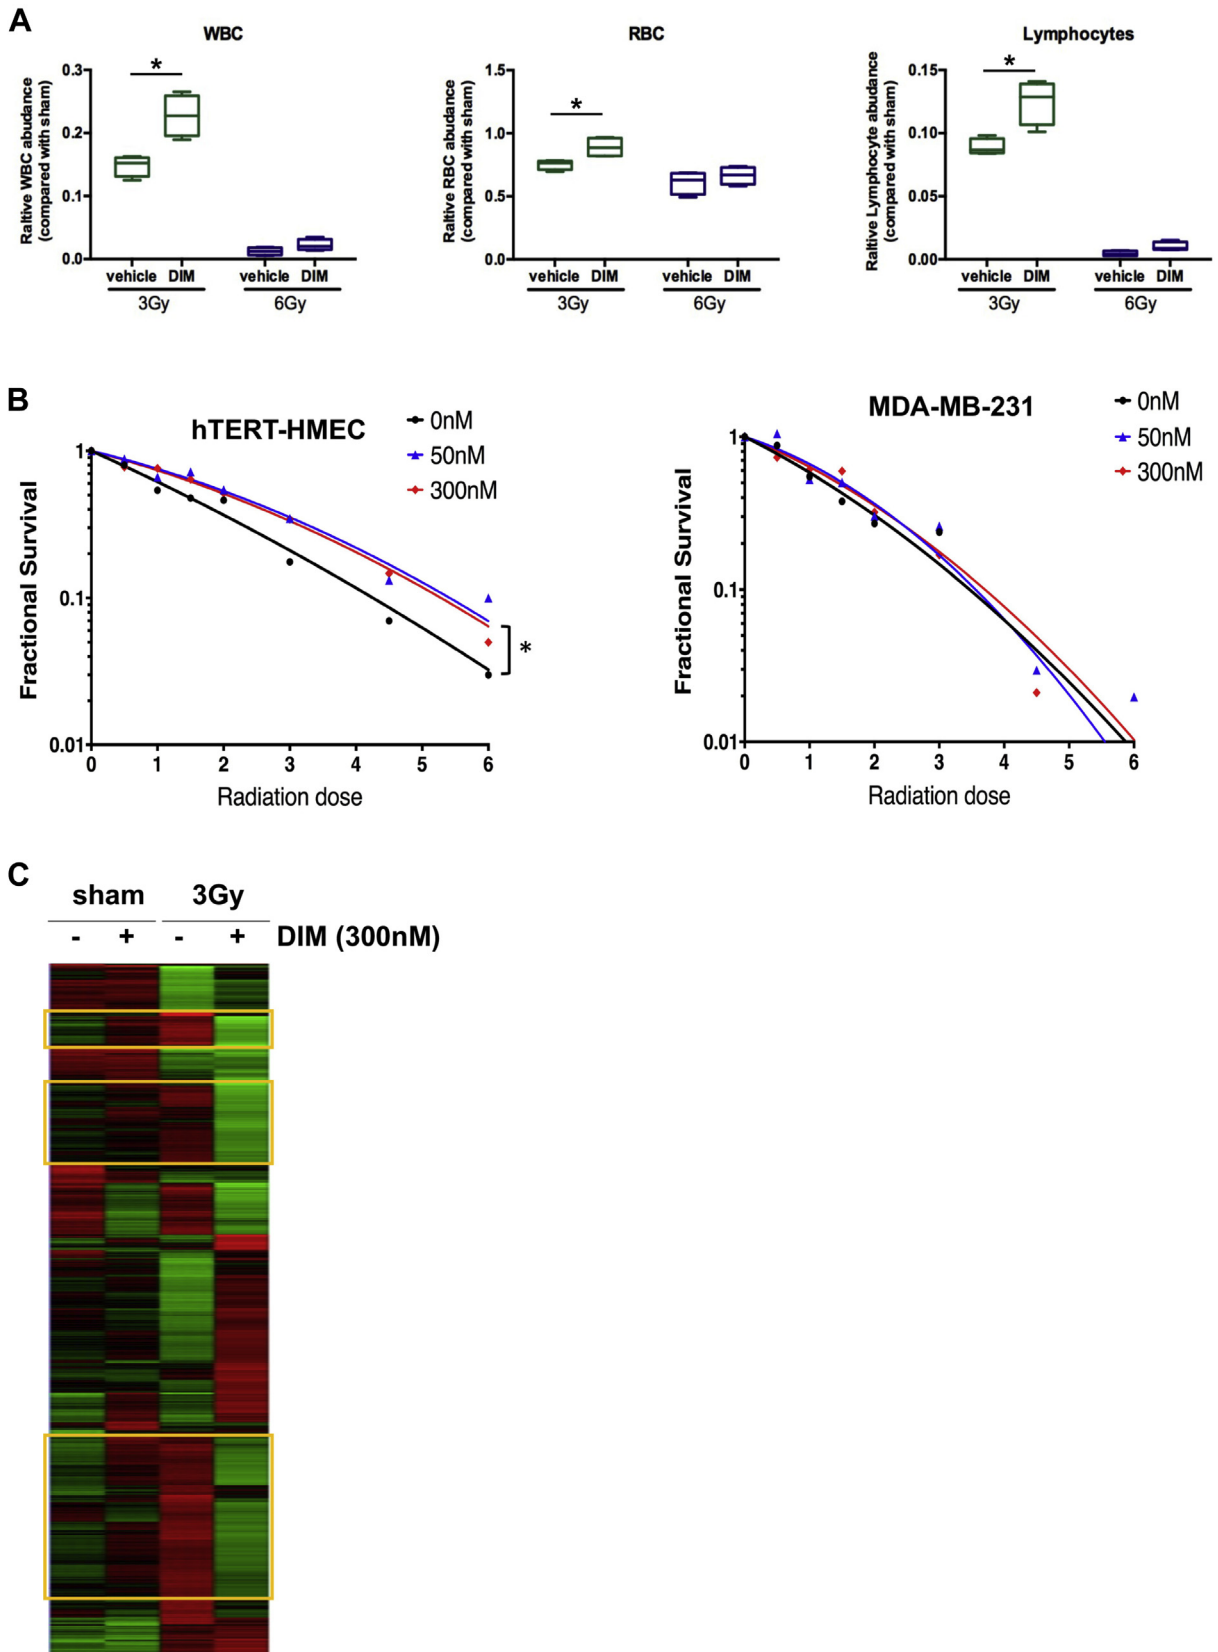 A
WBC
Raltive WBC abudance
(compared with sham)
0.3
0.2
0.1
0.0
*
vehicle DIM vehicle DIM
3Gy 6Gy
RBC
Raltive RBC abudance
(compared with sham)
1.5
1.0
0.5
0.0
*
vehicle DIM vehicle DIM
3Gy 6Gy
Lymphocytes
Raltive Lymphocyte abudance
(compared with sham)
0.15
0.10
0.05
0.00
*
vehicle DIM vehicle DIM
3Gy 6Gy
B
hTERT-HMEC
0nM
50nM
300nM
Fractional Survival
1
0.1
0.01
*
0 1 2 3 4 5 6
Radiation dose
MDA-MB-231
0nM
50nM
300nM
Fractional Survival
1
0.1
0.01
0 1 2 3 4 5 6
Radiation dose
C
sham 3Gy
- + - + DIM (300nM)